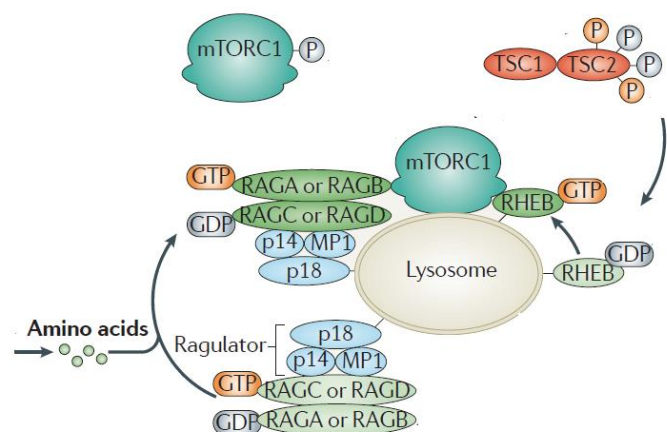 mTORC1 P
TSC1 TSC2 P P P P
mTORC1
GTP RAGA or RAGB
RHEB GTP
GDP RAGC or RAGD
p14 MP1
p18
Lysosome
RHEB GDP
Amino acids
Ragulator
p18
p14 MP1
GTP RAGC or RAGD
GDP RAGA or RAGB